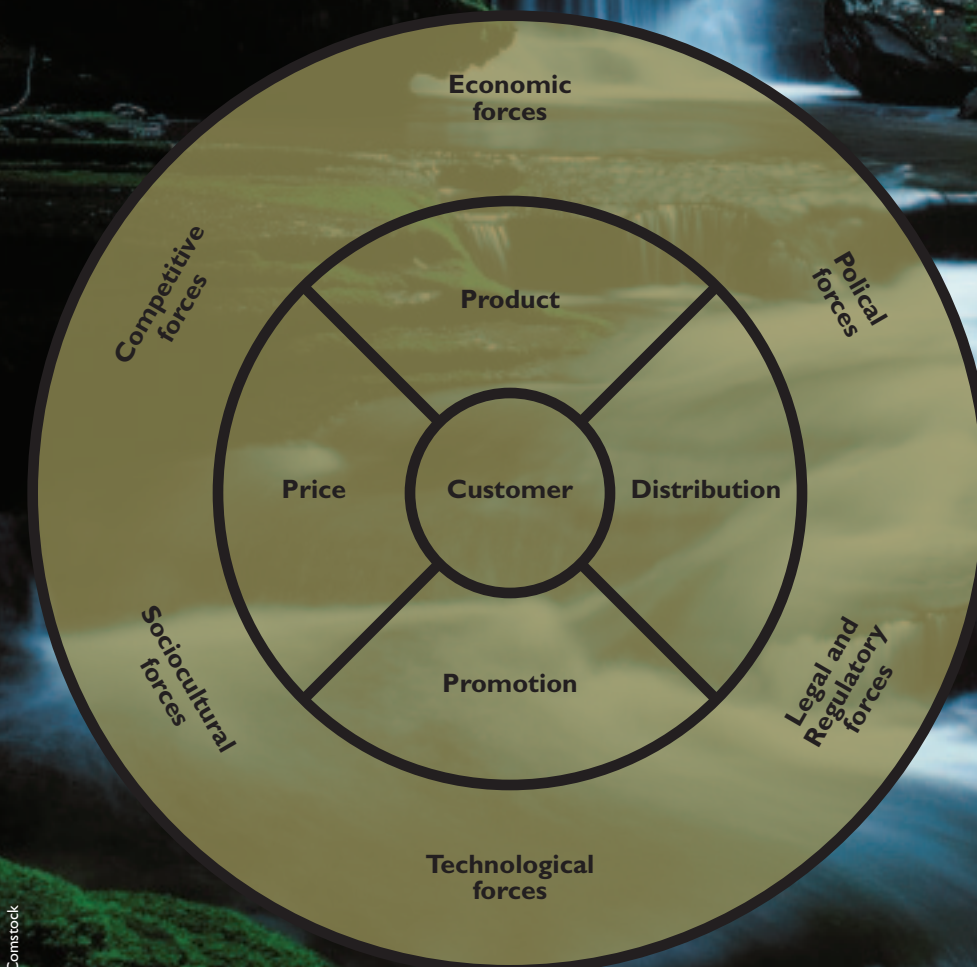 Economic
forces
Competitive
forces
Polical
forces
Product
Price
Customer
Distribution
Promotion
Sociocultural
forces
Legal and
Regulatory
forces
Technological
forces
Comstock